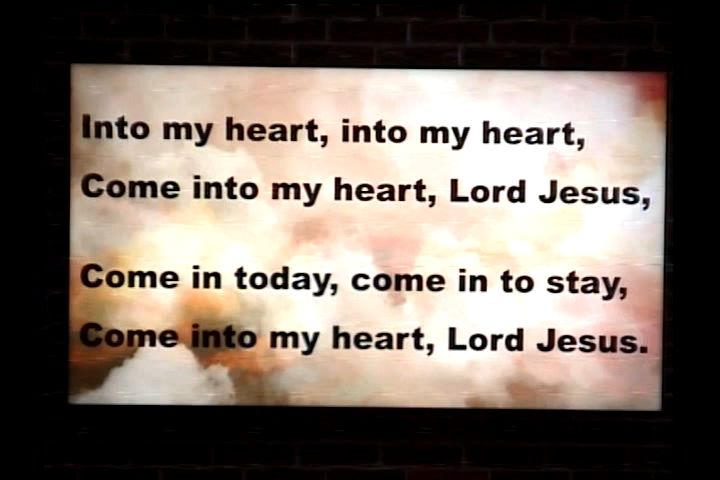 Into my heart, into my heart,
Come into my heart, Lord Jesus,
Come in today, come in to stay,
Come into my heart, Lord Jesus.